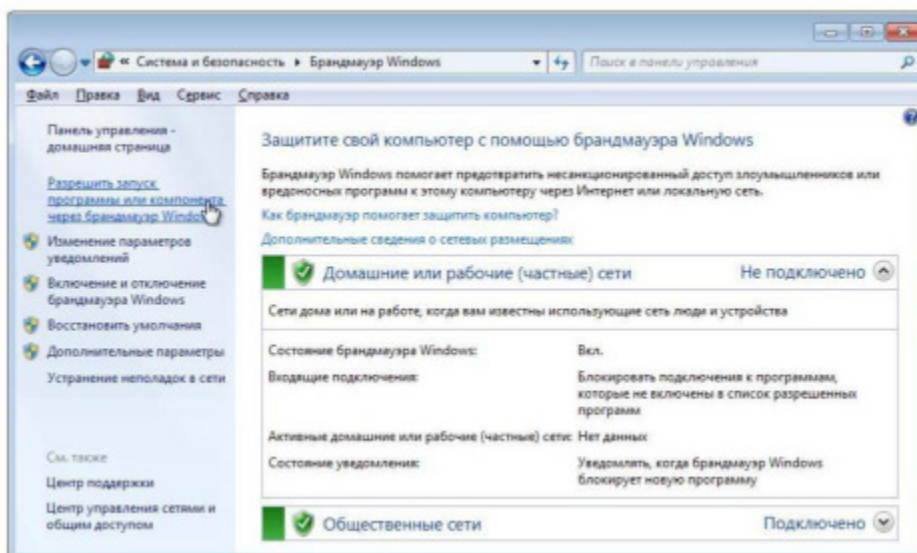 « Система и безопасность ▸ Брандмауэр Windows
Поиск в панели управления
Файл Правка Вид Сервис Справка
Панель управления -
домашняя страница
Разрешить запуск
программы или компонента
через брандмауэр Windows
Изменение параметров
уведомлений
Включение и отключение
брандмауэра Windows
Восстановить умолчания
Дополнительные параметры
Устранение неполадок в сети
См. также
Центр поддержки
Центр управления сетями и
общим доступом
Защитите свой компьютер с помощью брандмауэра Windows
Брандмауэр Windows помогает предотвратить несанкционированный доступ злоумышленников или
вредоносных программ к этому компьютеру через Интернет или локальную сеть.
Как брандмауэр помогает защитить компьютер?
Дополнительные сведения о сетевых размещениях
Домашние или рабочие (частные) сети Не подключено
Сети дома или на работе, когда вам известны использующие сеть люди и устройства
Состояние брандмауэра Windows: Вкл.
Входящие подключения: Блокировать подключения к программам,
которые не включены в список разрешенных
программ
Активные домашние или рабочие (частные) сети: Нет данных
Состояние уведомления: Уведомлять, когда брандмауэр Windows
блокирует новую программу
Общественные сети Подключено